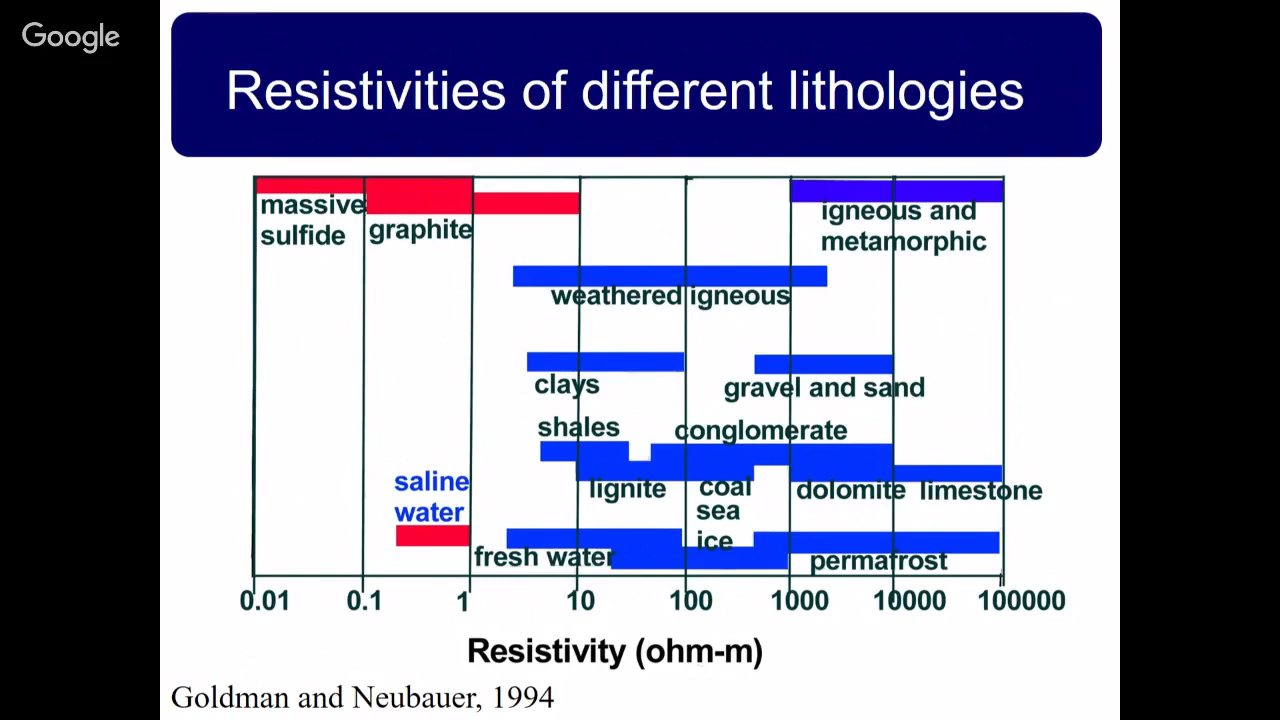 Google
Resistivities of different lithologies
massive
sulfide
graphite
igneous and
metamorphic
weathered igneous
clays
gravel and sand
shales
conglomerate
lignite
coal
dolomite
limestone
saline
water
sea
ice
fresh water
permafrost
0.01 0.1 1 10 100 1000 10000 100000
Resistivity (ohm-m)
Goldman and Neubauer, 1994